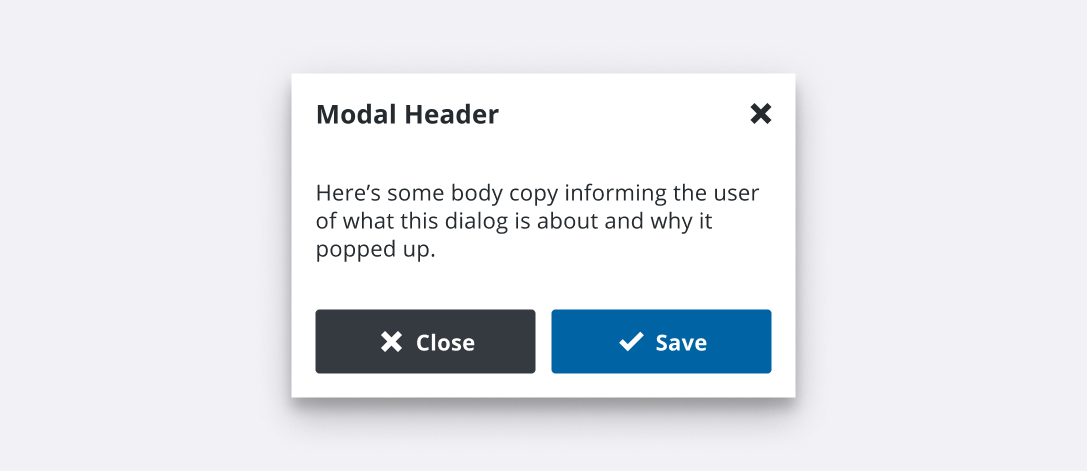 Modal Header
Here’s some body copy informing the user
of what this dialog is about and why it
popped up.
Close
Save